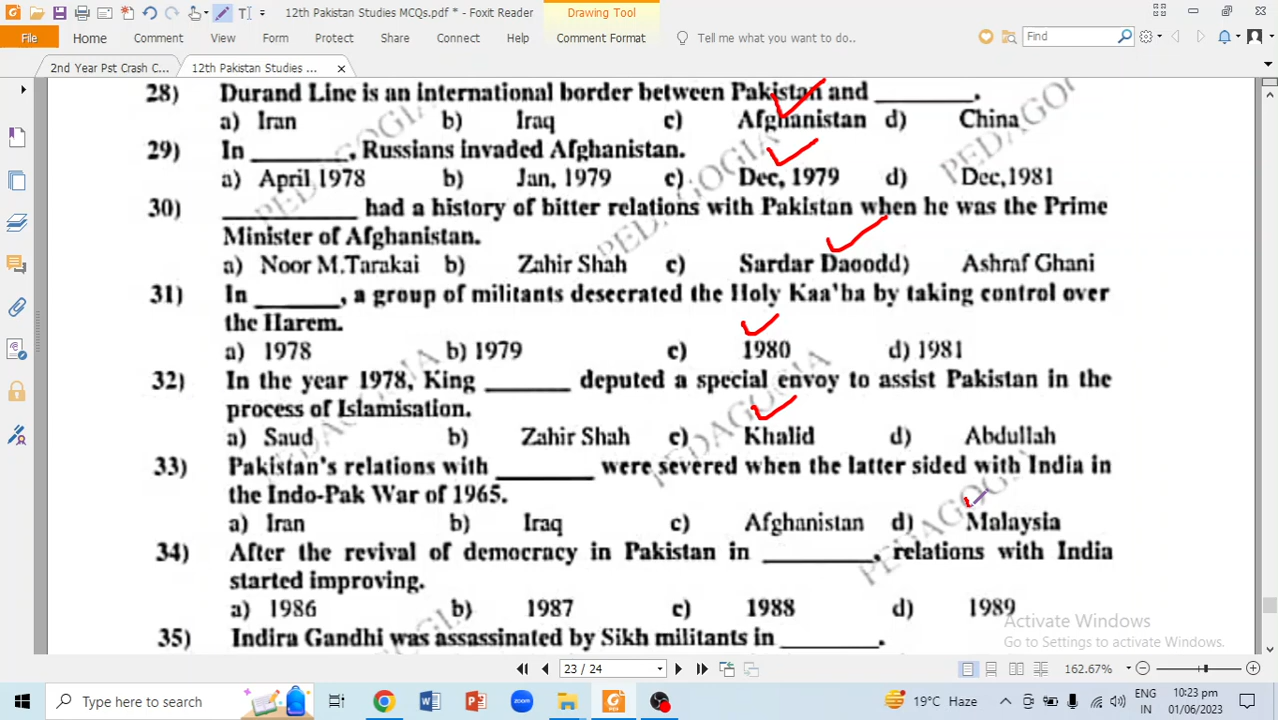 12th Pakistan Studies MCQs.pdf * - Foxit Reader
Drawing Tool
File Home Comment View Form Protect Share Connect Help Comment Format Tell me what you want to do.. Find
2nd Year Pst Crash C... 12th Pakistan Studies ...
28) Durand Line is an international border between Pakistan and ________.
a) Iran b) Iraq c) Afghanistan d) China
29) In ________, Russians invaded Afghanistan.
a) April 1978 b) Jan, 1979 c) Dec, 1979 d) Dec,1981
30) ___________ had a history of bitter relations with Pakistan when he was the Prime
Minister of Afghanistan.
a) Noor M.Tarakai b) Zahir Shah c) Sardar Daoodd) Ashraf Ghani
31) In _______, a group of militants desecrated the Holy Kaa'ba by taking control over
the Harem.
a) 1978 b) 1979 c) 1980 d) 1981
32) In the year 1978, King _______ deputed a special envoy to assist Pakistan in the
process of Islamisation.
a) Saud b) Zahir Shah c) Khalid d) Abdullah
33) Pakistan's relations with ________ were severed when the latter sided with India in
the Indo-Pak War of 1965.
a) Iran b) Iraq c) Afghanistan d) Malaysia
34) After the revival of democracy in Pakistan in _________, relations with India
started improving.
a) 1986 b) 1987 c) 1988 d) 1989
35) Indira Gandhi was assassinated by Sikh militants in ________.
PEDAGOGIA
Activate Windows
Go to Settings to activate Windows.
23 / 24 162.67%
Type here to search 19°C Haze ENG 10:23 pm
IN 01/06/2023